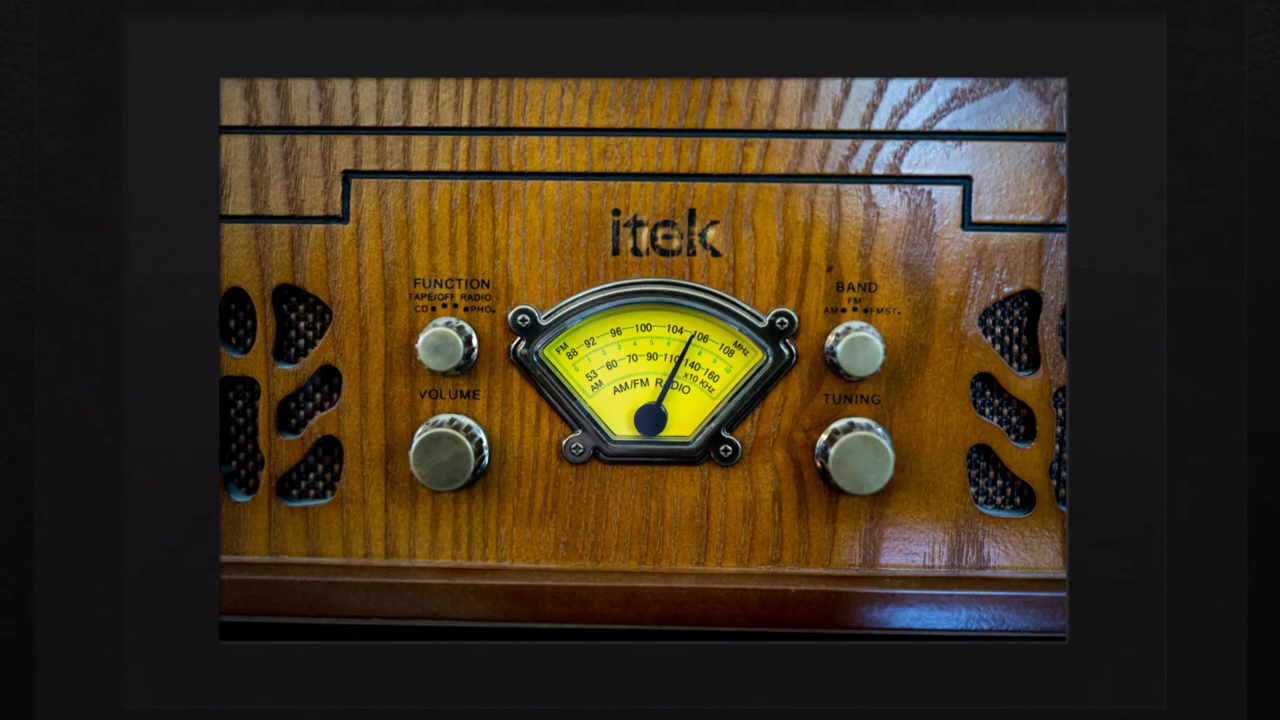 itek
FUNCTION
TAPE/OFF RADIO
CD PHO.
VOLUME
FM 88 92 96 100 104 106 108 MHz
53 60 70 90 110 140 160
AM x10 KHz
AM/FM RADIO
BAND
FM
AM FMST.
TUNING